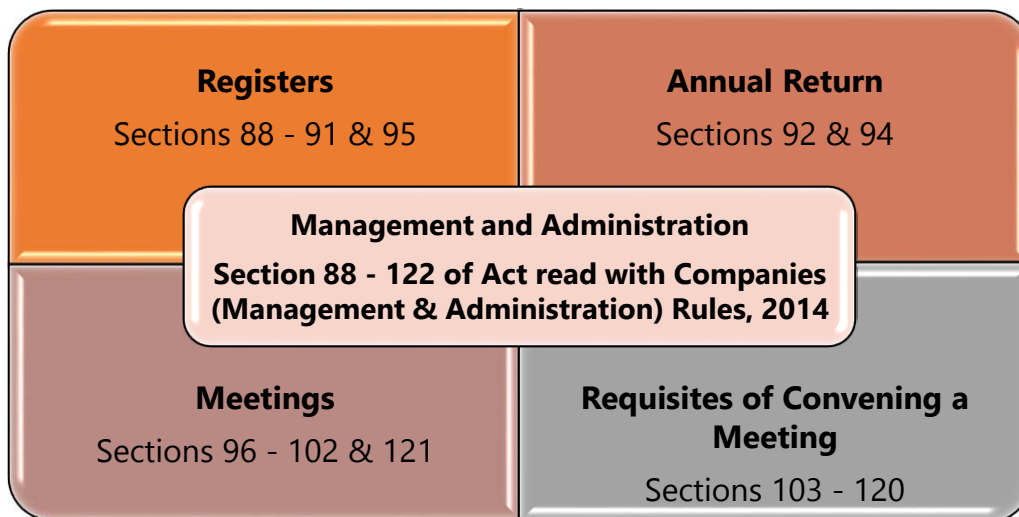 Registers
Sections 88 - 91 & 95
Annual Return
Sections 92 & 94
Management and Administration
Section 88 - 122 of Act read with Companies
(Management & Administration) Rules, 2014
Meetings
Sections 96 - 102 & 121
Requisites of Convening a
Meeting
Sections 103 - 120